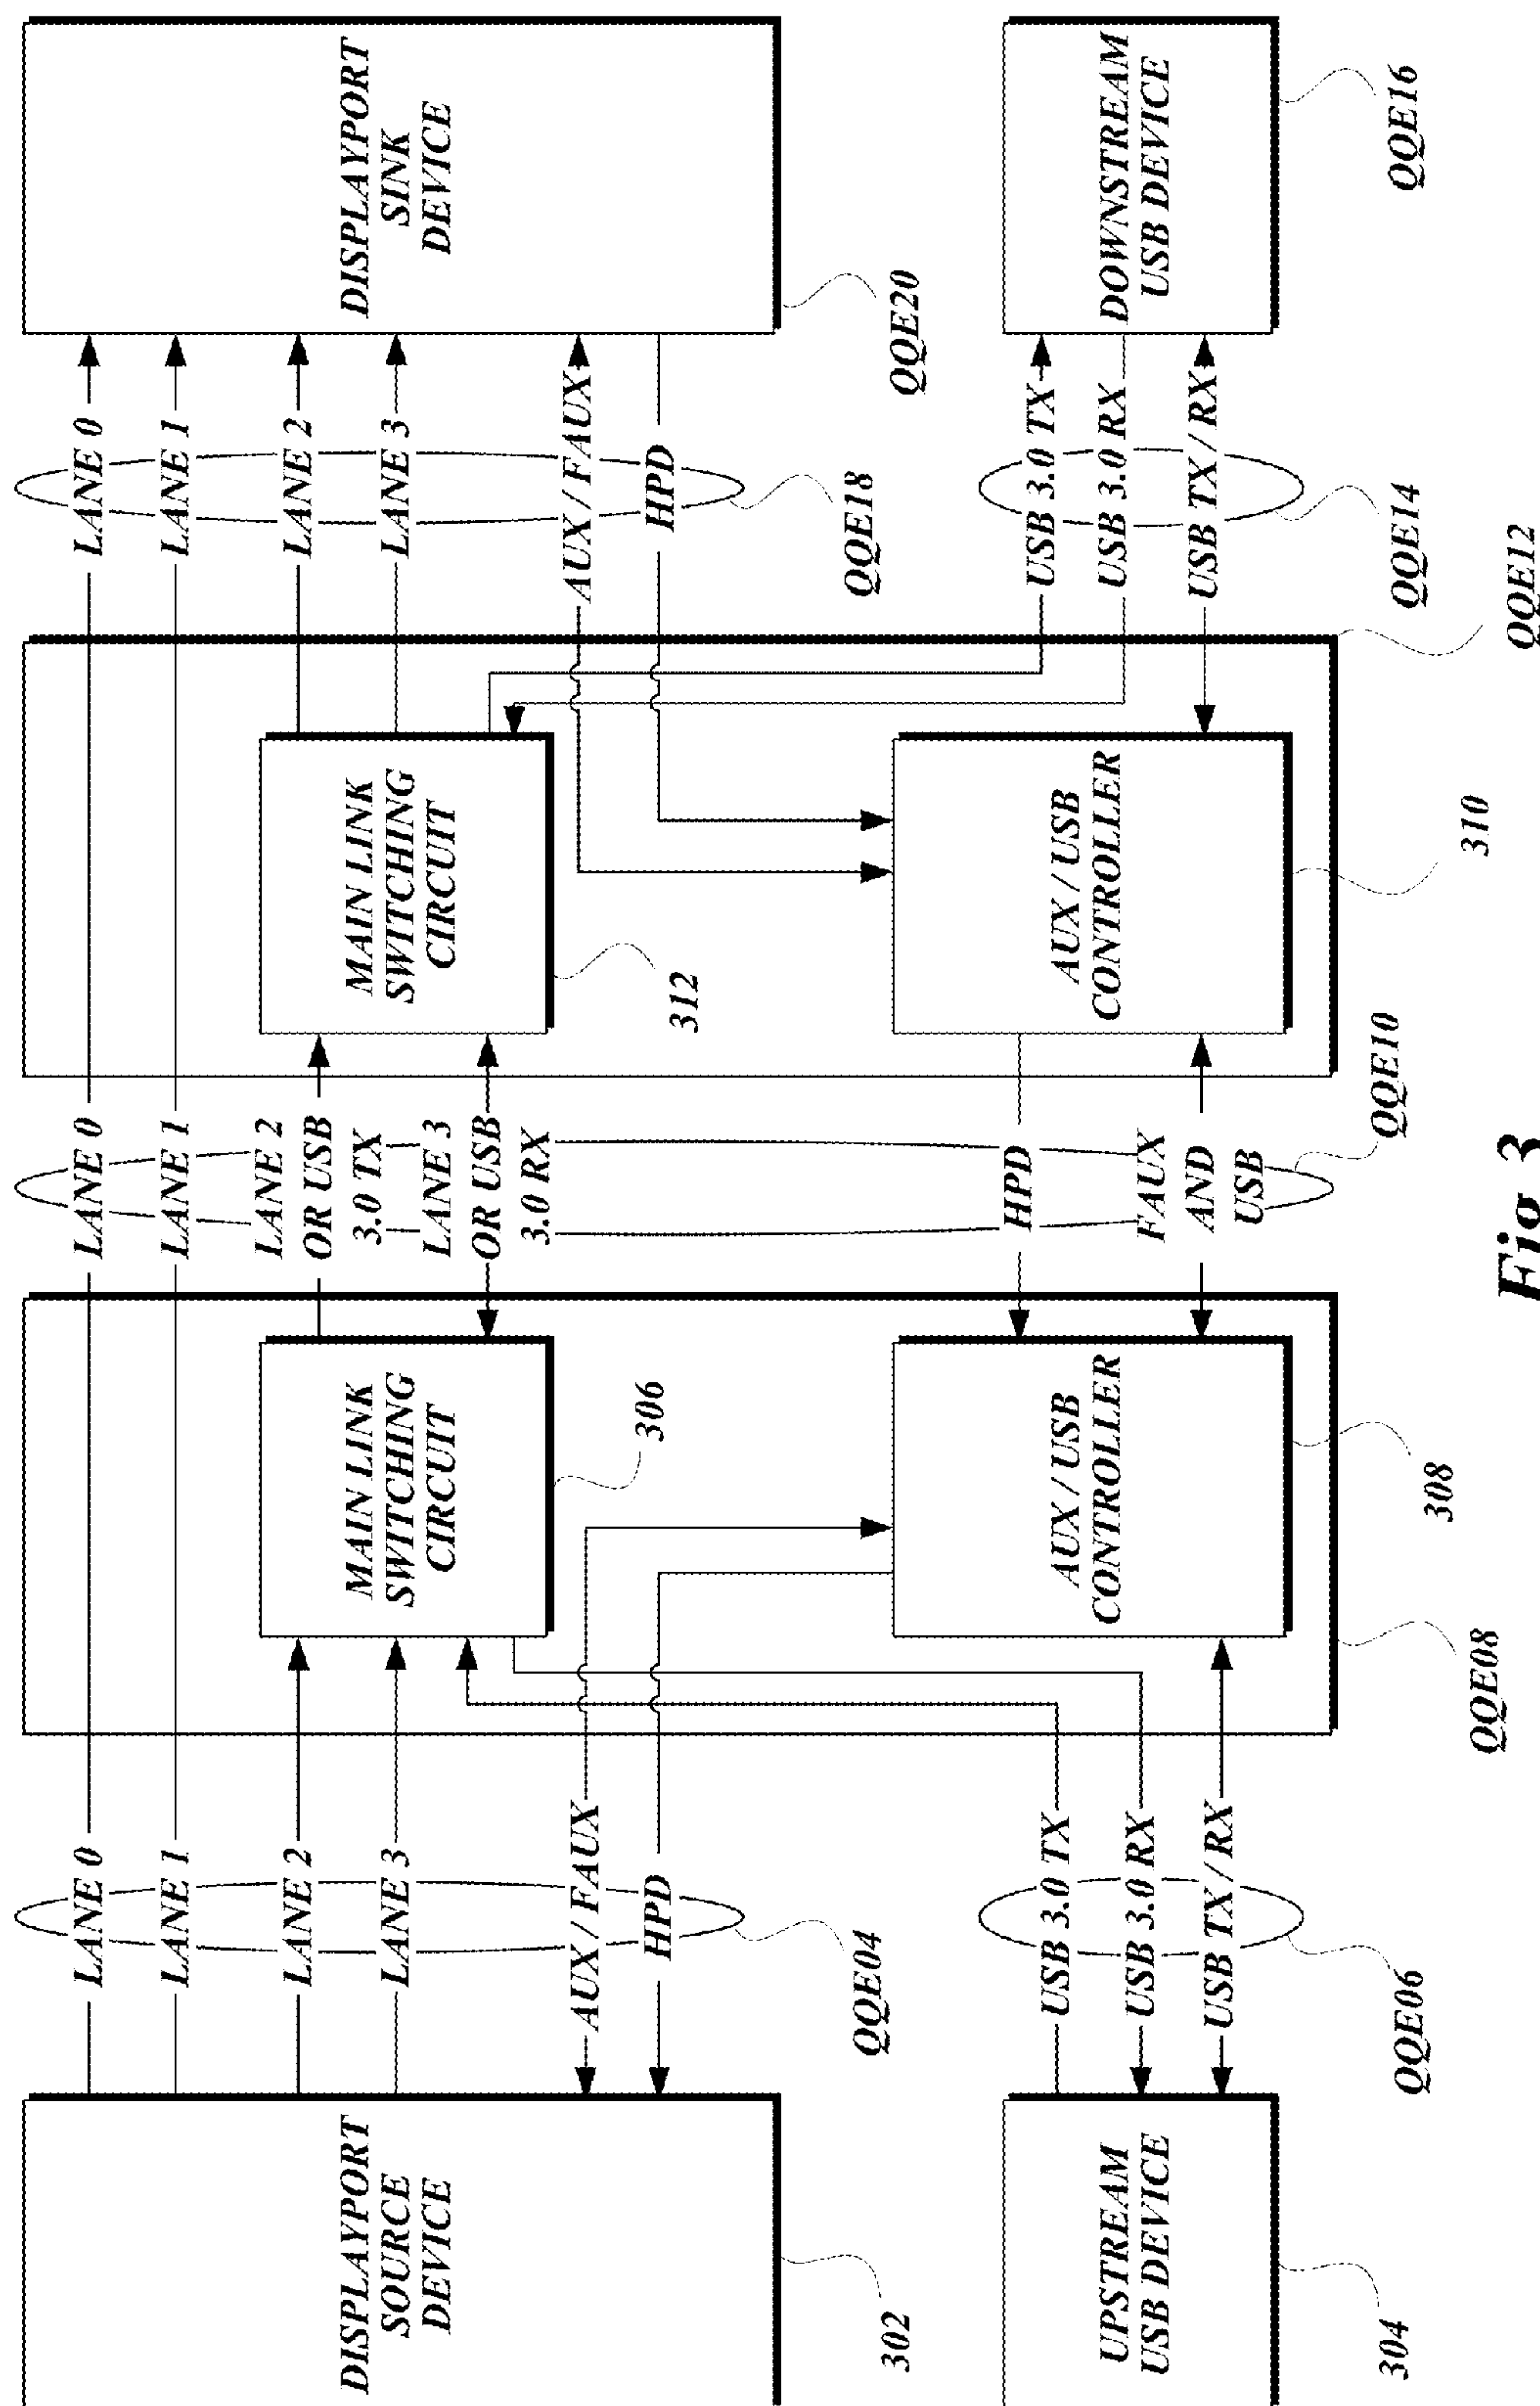 DISPLAYPORT
SOURCE
DEVICE
302
UPSTREAM
USB DEVICE
304
LANE 0
LANE 1
LANE 2
LANE 3
AUX / FAUX
HPD
QQE04
USB 3.0 TX
USB 3.0 RX
USB TX / RX
QQE06
MAIN LINK
SWITCHING
CIRCUIT
306
AUX / USB
CONTROLLER
308
QQE08
LANE 0
LANE 1
LANE 2
OR USB
3.0 TX
LANE 3
OR USB
3.0 RX
HPD
FAUX
AND
USB
QQE10
MAIN LINK
SWITCHING
CIRCUIT
312
AUX / USB
CONTROLLER
310
QQE12
LANE 0
LANE 1
LANE 2
LANE 3
AUX / FAUX
HPD
QQE18
USB 3.0 TX
USB 3.0 RX
USB TX / RX
QQE14
DISPLAYPORT
SINK
DEVICE
QQE20
DOWNSTREAM
USB DEVICE
QQE16
Fig. 3